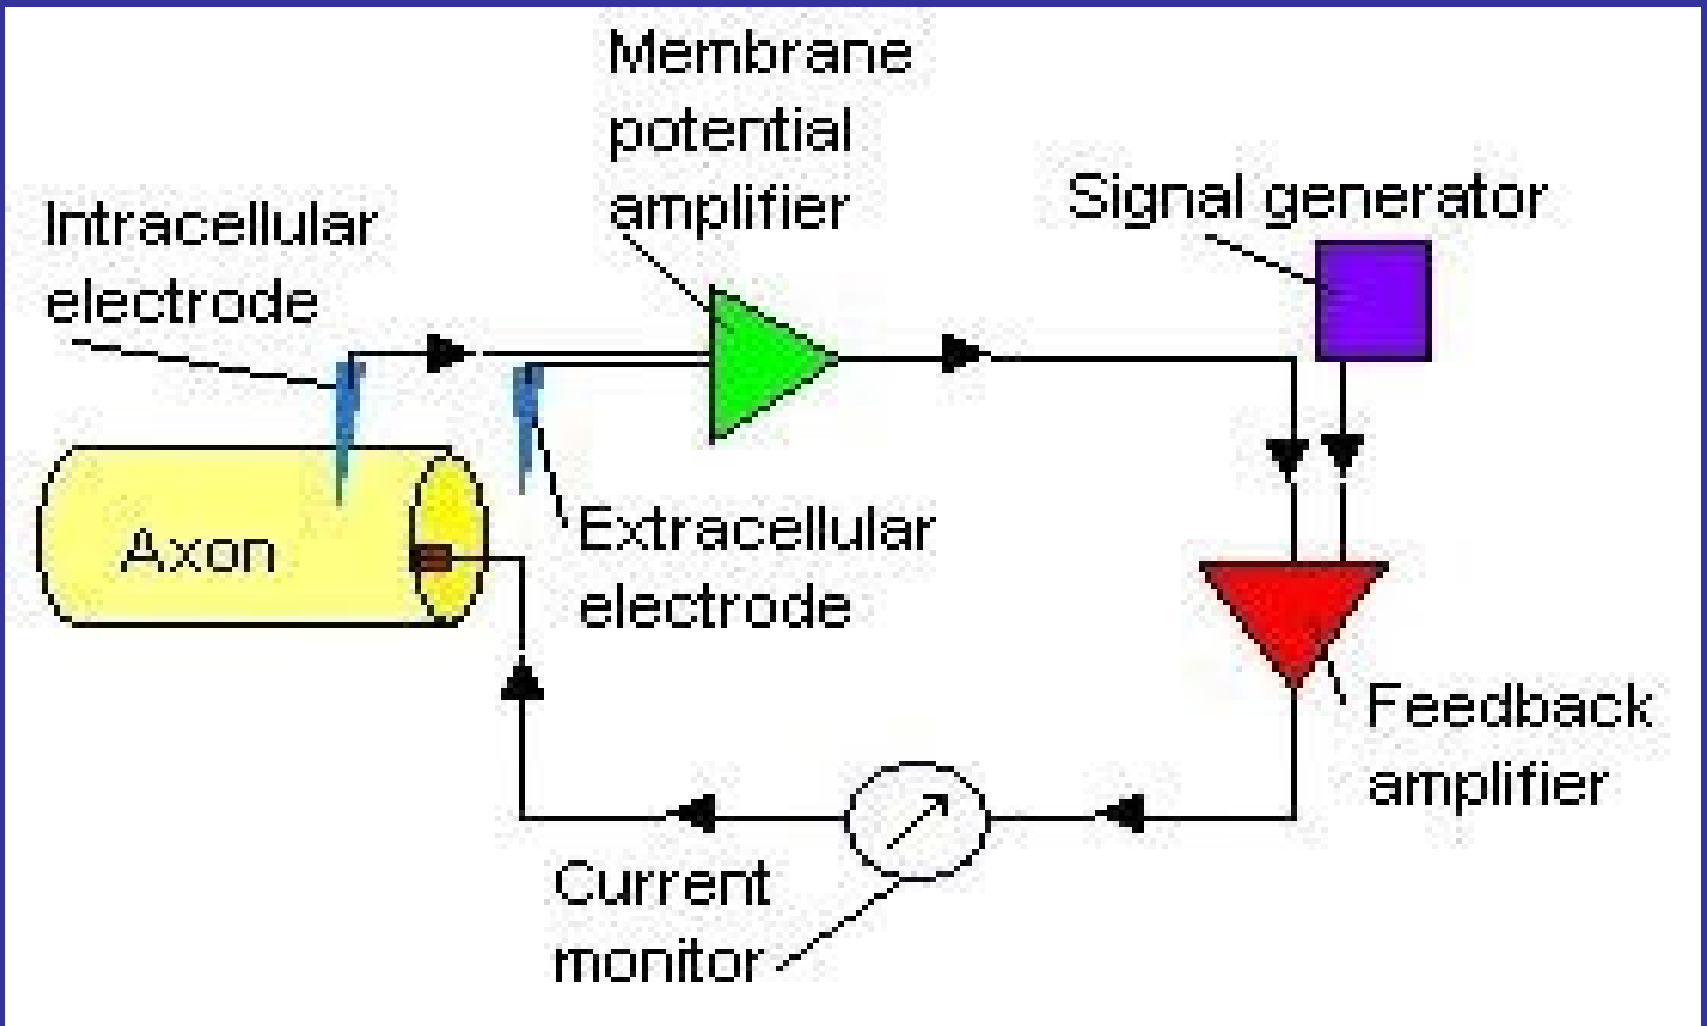 Membrane
potential
amplifier
Signal generator
Intracellular
electrode
Axon
Extracellular
electrode
Feedback
amplifier
Current
monitor